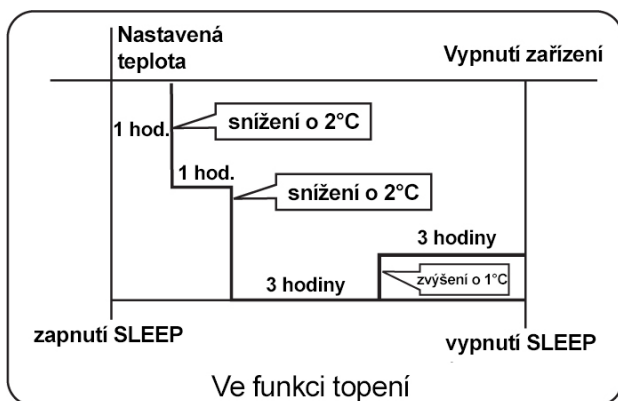 Nastavená
teplota
Vypnutí zařízení
1 hod.
snížení o 2°C
1 hod.
snížení o 2°C
3 hodiny
3 hodiny
zvýšení o 1°C
zapnutí SLEEP
vypnutí SLEEP
Ve funkci topení